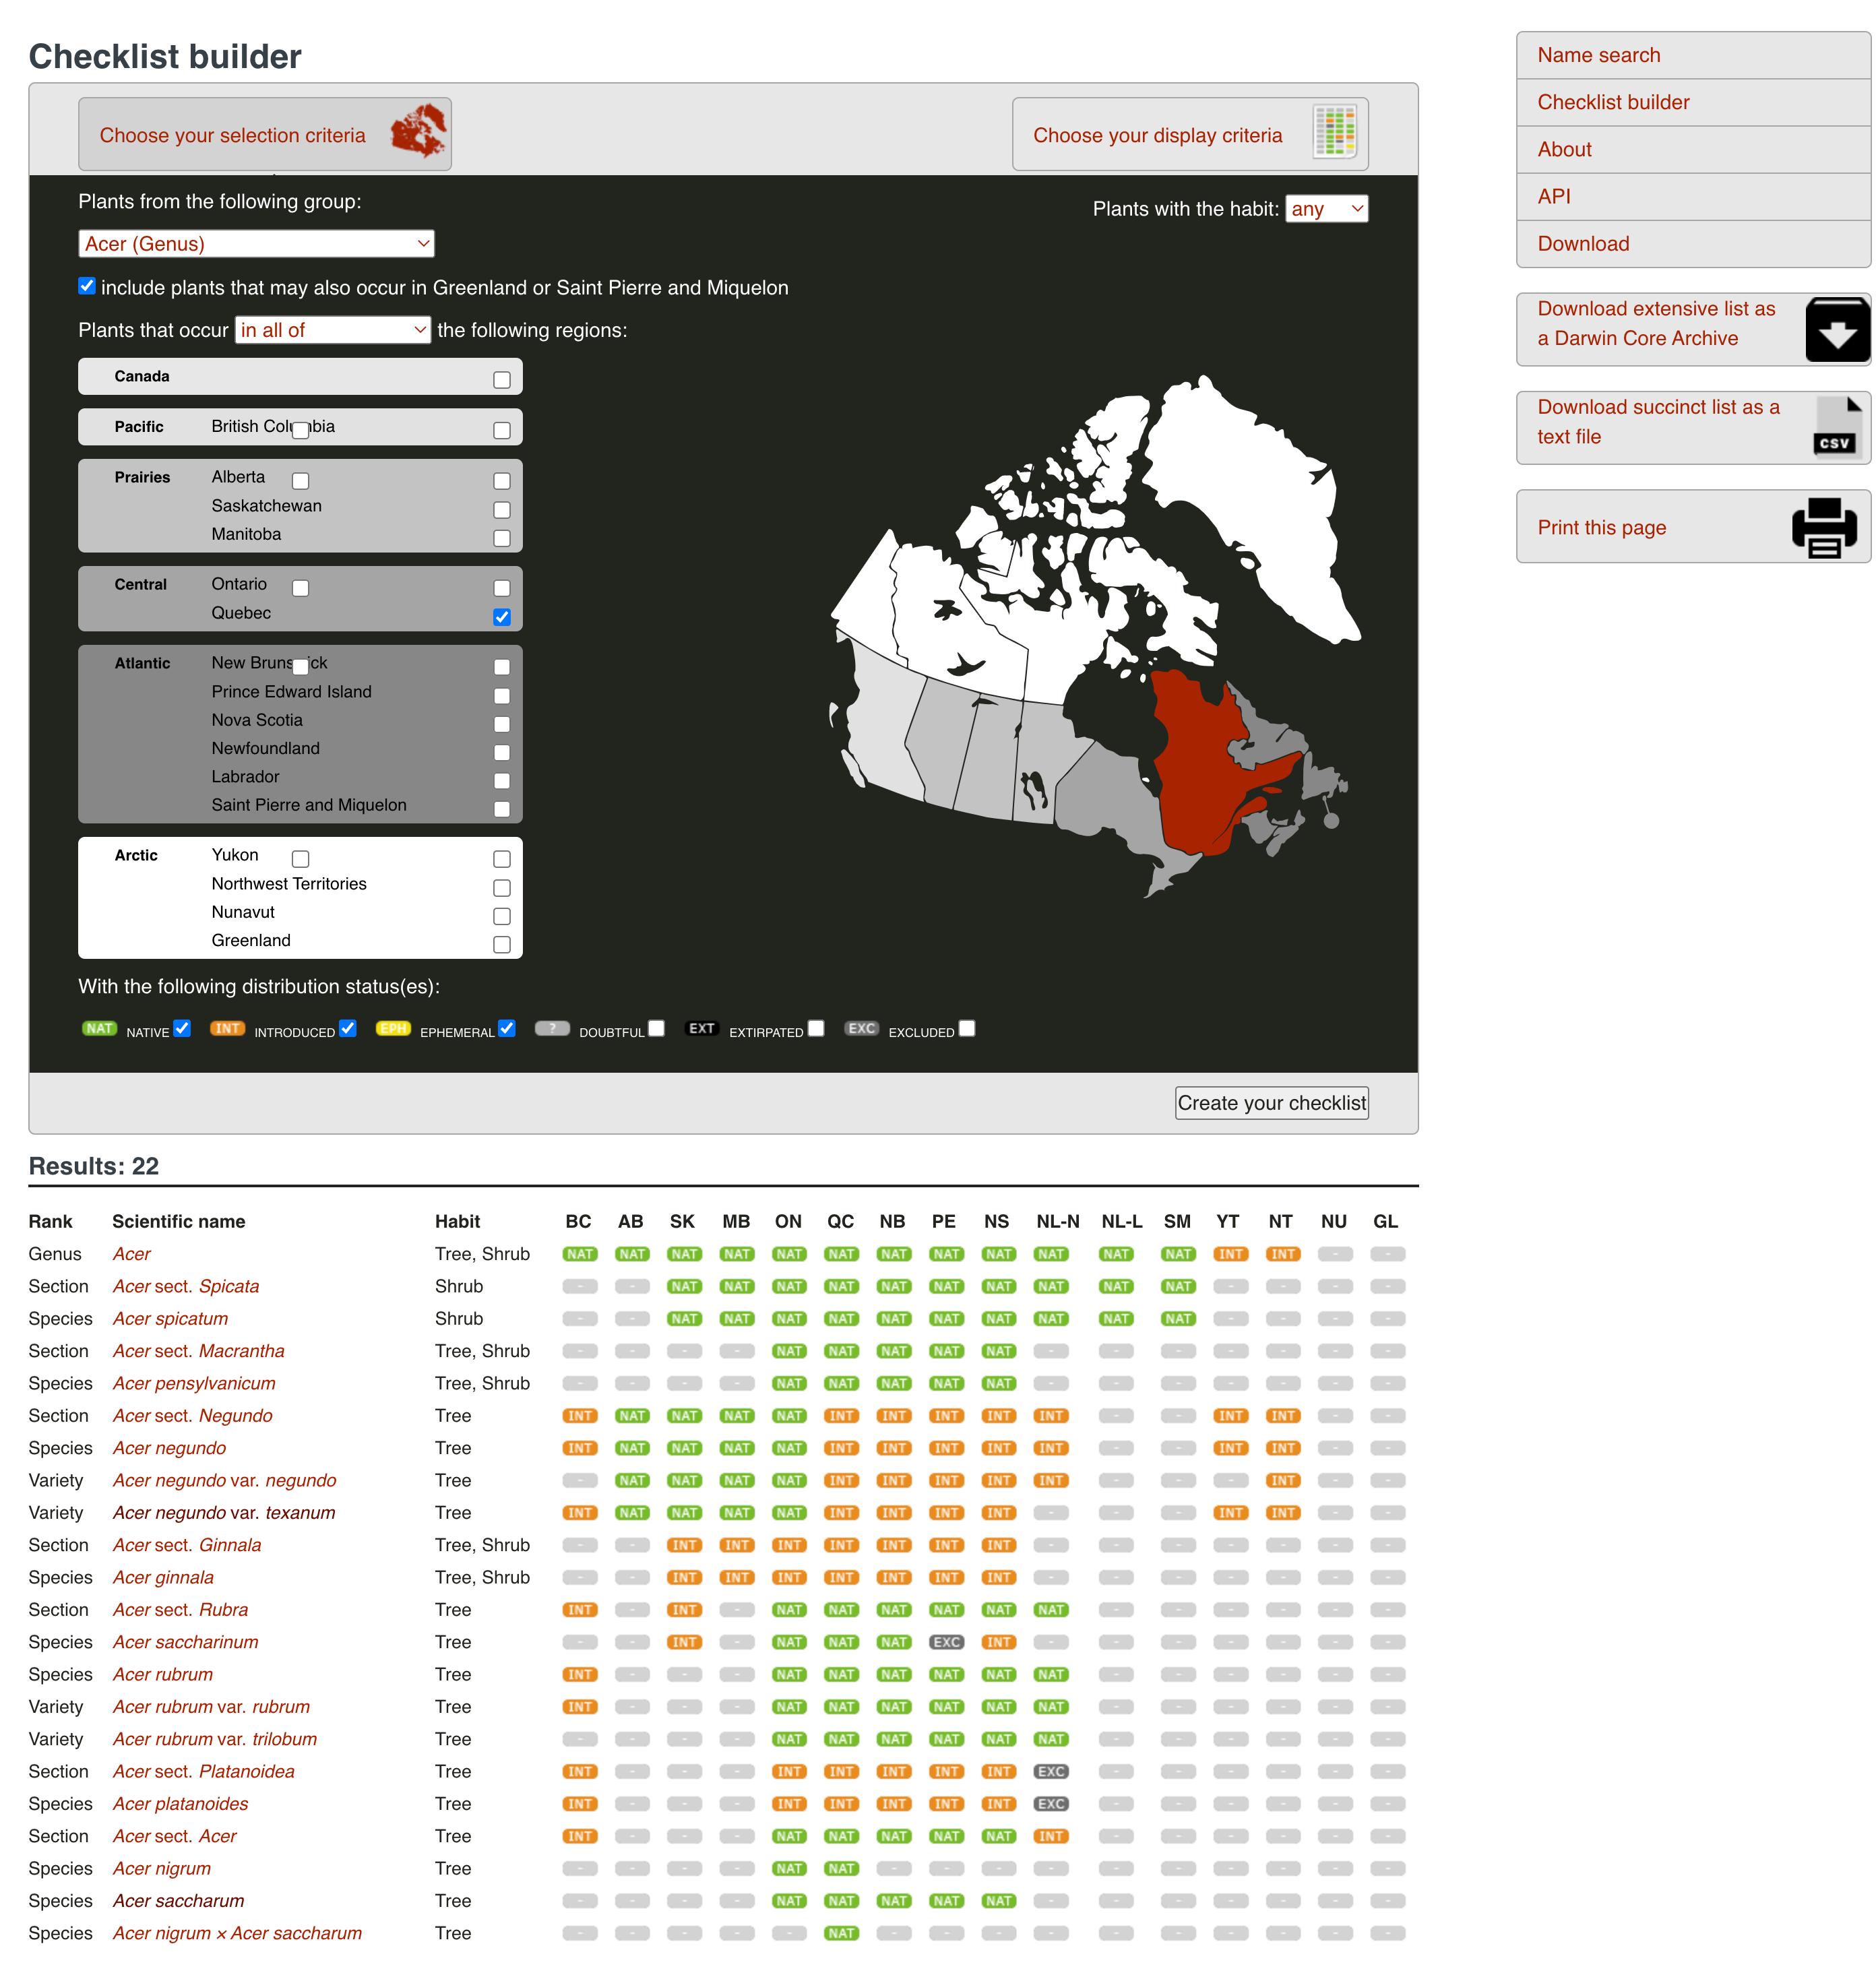 Checklist builder
Choose your selection criteria
Choose your display criteria
Plants from the following group:
Plants with the habit: any
Acer (Genus)
include plants that may also occur in Greenland or Saint Pierre and Miquelon
Plants that occur in all of the following regions:
Canada
Pacific British Columbia
Prairies Alberta
Saskatchewan
Manitoba
Central Ontario
Quebec
Atlantic New Brunswick
Prince Edward Island
Nova Scotia
Newfoundland
Labrador
Saint Pierre and Miquelon
Arctic Yukon
Northwest Territories
Nunavut
Greenland
With the following distribution status(es):
NAT NATIVE INT INTRODUCED EPH EPHEMERAL ? DOUBTFUL EXT EXTIRPATED EXC EXCLUDED
Create your checklist
Name search
Checklist builder
About
API
Download
Download extensive list as
a Darwin Core Archive
Download succinct list as a
text file
CSV
Print this page
Results: 22
Rank Scientific name Habit BC AB SK MB ON QC NB PE NS NL-N NL-L SM YT NT NU GL
Genus Acer Tree, Shrub NAT NAT NAT NAT NAT NAT NAT NAT NAT NAT NAT NAT INT INT - -
Section Acer sect. Spicata Shrub - - NAT NAT NAT NAT NAT NAT NAT NAT NAT NAT - - - -
Species Acer spicatum Shrub - - NAT NAT NAT NAT NAT NAT NAT NAT NAT NAT - - - -
Section Acer sect. Macrantha Tree, Shrub - - - - NAT NAT NAT NAT NAT - - - - - - -
Species Acer pensylvanicum Tree, Shrub - - - - NAT NAT NAT NAT NAT - - - - - - -
Section Acer sect. Negundo Tree INT NAT NAT NAT NAT INT INT INT INT INT - - INT INT - -
Species Acer negundo Tree INT NAT NAT NAT NAT INT INT INT INT INT - - INT INT - -
Variety Acer negundo var. negundo Tree - NAT NAT NAT NAT INT INT INT INT INT - - - INT - -
Variety Acer negundo var. texanum Tree INT NAT NAT NAT NAT INT INT INT INT - - - INT INT - -
Section Acer sect. Ginnala Tree, Shrub - - INT INT INT INT INT INT INT - - - - - - -
Species Acer ginnala Tree, Shrub - - INT INT INT INT INT INT INT - - - - - - -
Section Acer sect. Rubra Tree INT - INT - NAT NAT NAT NAT NAT NAT - - - - - -
Species Acer saccharinum Tree - - INT - NAT NAT NAT EXC INT - - - - - - -
Species Acer rubrum Tree INT - - - NAT NAT NAT NAT NAT NAT - - - - - -
Variety Acer rubrum var. rubrum Tree INT - - - NAT NAT NAT NAT NAT NAT - - - - - -
Variety Acer rubrum var. trilobum Tree - - - - NAT NAT NAT NAT NAT NAT - - - - - -
Section Acer sect. Platanoidea Tree INT - - - INT INT INT INT INT EXC - - - - - -
Species Acer platanoides Tree INT - - - INT INT INT INT INT EXC - - - - - -
Section Acer sect. Acer Tree INT - - - NAT NAT NAT NAT NAT INT - - - - - -
Species Acer nigrum Tree - - - - NAT NAT - - - - - - - - - -
Species Acer saccharum Tree - - - - NAT NAT NAT NAT NAT - - - - - - -
Species Acer nigrum × Acer saccharum Tree - - - - - NAT - - - - - - - - - -